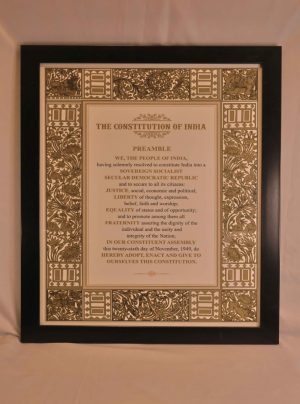 THE CONSTITUTION OF INDIA
PREAMBLE
WE, THE PEOPLE OF INDIA,
having solemnly resolved to constitute India into a
SOVEREIGN SOCIALIST
SECULAR DEMOCRATIC REPUBLIC
and to secure to all its citizens:
JUSTICE, social, economic and political;
LIBERTY of thought, expression,
belief, faith and worship;
EQUALITY of status and of opportunity;
and to promote among them all:
FRATERNITY assuring the dignity of the
individual and the unity and
integrity of the Nation;
IN OUR CONSTITUENT ASSEMBLY
this twenty-sixth day of November, 1949, do
HEREBY ADOPT, ENACT AND GIVE TO
OURSELVES THIS CONSTITUTION.